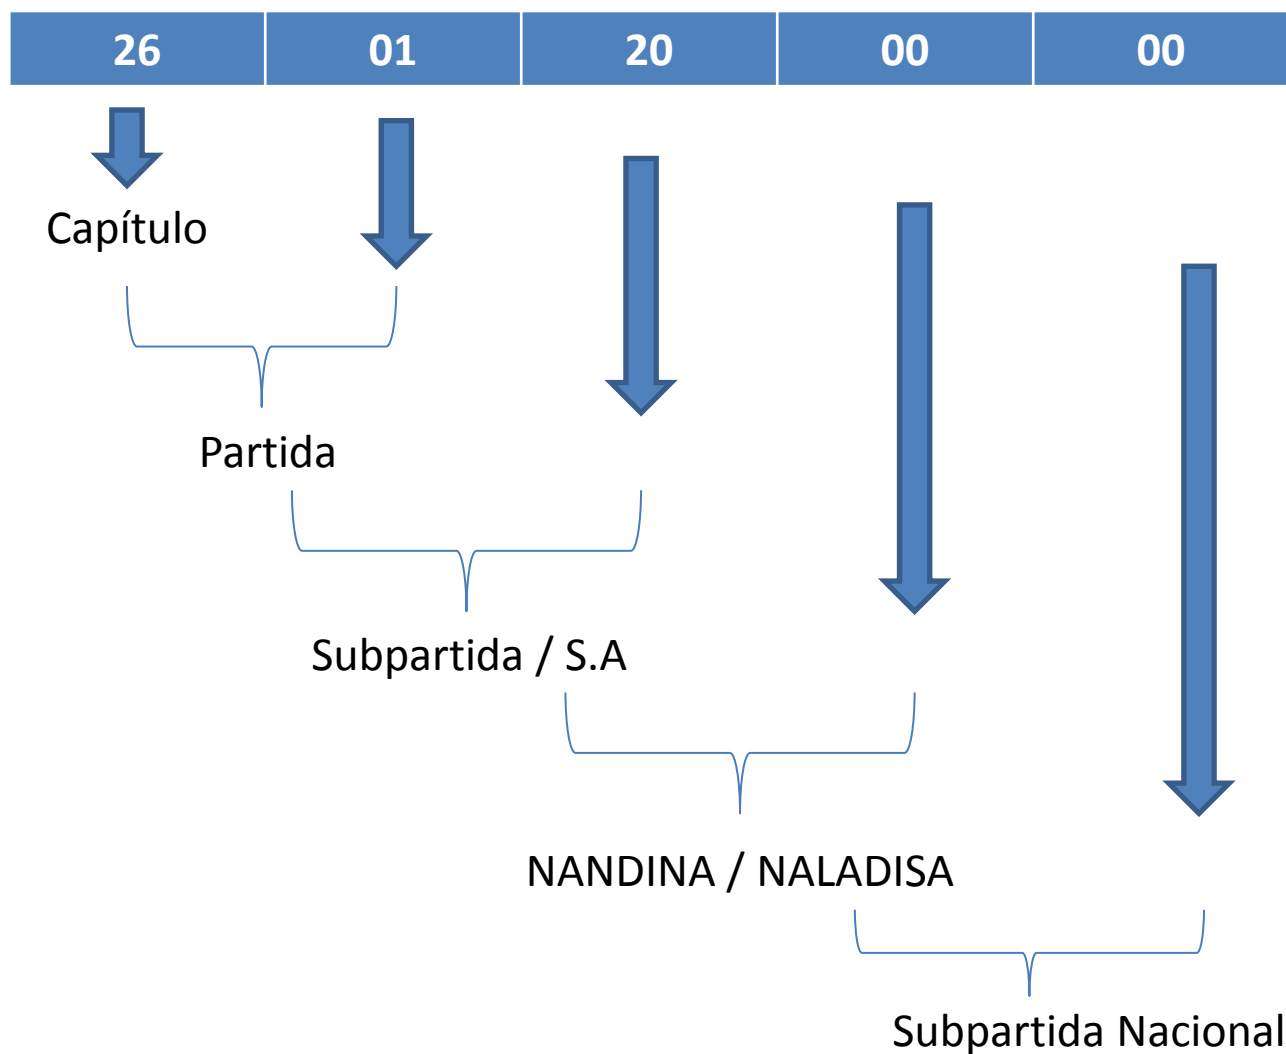 26 01 20 00 00
Capítulo
Partida
Subpartida / S.A
NANDINA / NALADISA
Subpartida Nacional